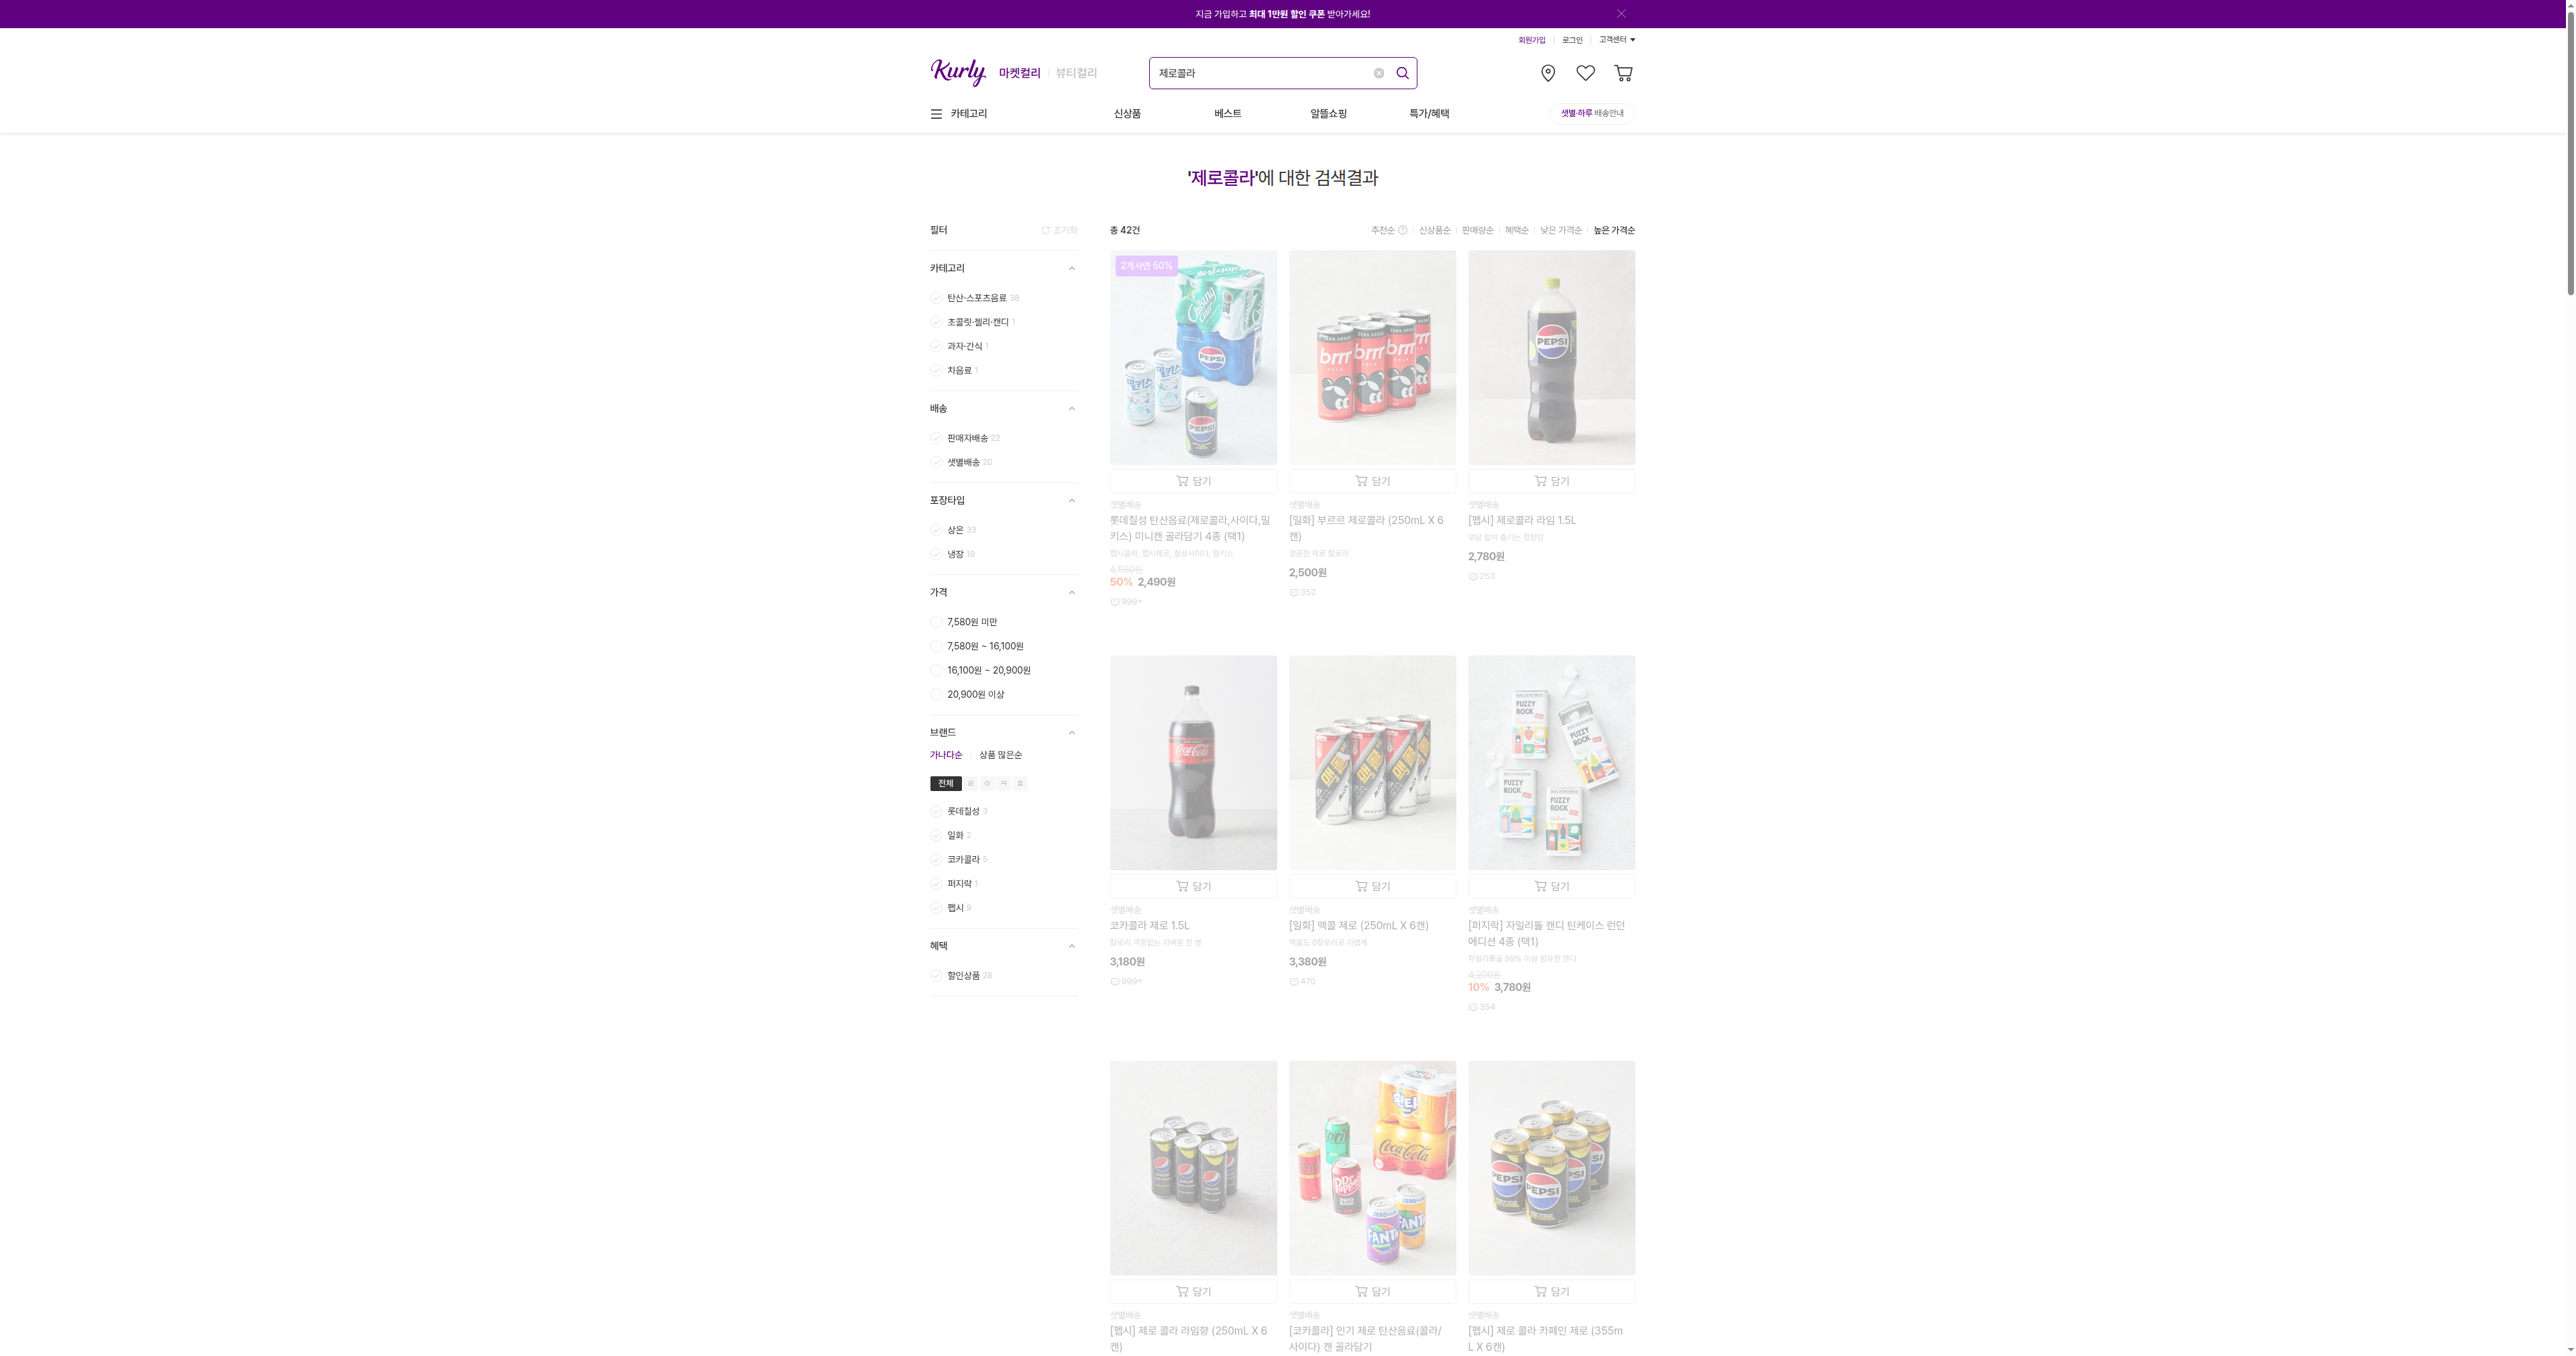 지금 가입하고 최대 1만원 할인 쿠폰 받아가세요!
회원가입 로그인 고객센터
Kurly 마켓컬리 뷰티컬리
제로콜라
카테고리 신상품 베스트 알뜰쇼핑 특가/혜택 샛별·하루 배송안내
'제로콜라'에 대한 검색결과
필터 초기화
총 42건 추천순 신상품순 판매량순 혜택순 낮은 가격순 높은 가격순
카테고리
탄산·스포츠음료 38
초콜릿·젤리·캔디 1
과자·간식 1
차음료 1
배송
판매자배송 22
샛별배송 20
포장타입
상온 33
냉장 10
가격
7,580원 미만
7,580원 ~ 16,100원
16,100원 ~ 20,900원
20,900원 이상
브랜드
가나다순 상품 많은순
전체 ㄹ ㅇ ㅋ ㅍ
롯데칠성 3
일화 2
코카콜라 5
퍼지락 1
펩시 9
혜택
할인상품 28
2개사면 50%
담기
샛별배송
롯데칠성 탄산음료(제로콜라,사이다,밀
키스) 미니캔 골라담기 4종 (택1)
펩시콜라, 펩시제로, 칠성사이다, 밀키스
4,980원
50% 2,490원
999+
brrr
담기
샛별배송
[일화] 부르르 제로콜라 (250mL X 6
캔)
깔끔한 제로 칼로리
2,500원
352
PEPSI
담기
샛별배송
[펩시] 제로콜라 라임 1.5L
부담 없이 즐기는 청량감
2,780원
253
Coca-Cola
담기
샛별배송
코카콜라 제로 1.5L
칼로리 걱정없는 가벼운 한 병
3,180원
999+
맥콜
담기
샛별배송
[일화] 맥콜 제로 (250mL X 6캔)
맥콜도 0칼로리로 가볍게
3,380원
470
FUZZY
ROCK
담기
샛별배송
[퍼지락] 자일리톨 캔디 틴케이스 런던
에디션 4종 (택1)
자일리톨을 99% 이상 함유한 캔디
4,200원
10% 3,780원
354
담기
샛별배송
[펩시] 제로 콜라 라임향 (250mL X 6
캔)
환타
Coca-Cola
Dr Pepper
FANTA
담기
샛별배송
[코카콜라] 인기 제로 탄산음료(콜라/
사이다) 캔 골라담기
PEPSI
담기
샛별배송
[펩시] 제로 콜라 카페인 제로 (355m
L X 6캔)